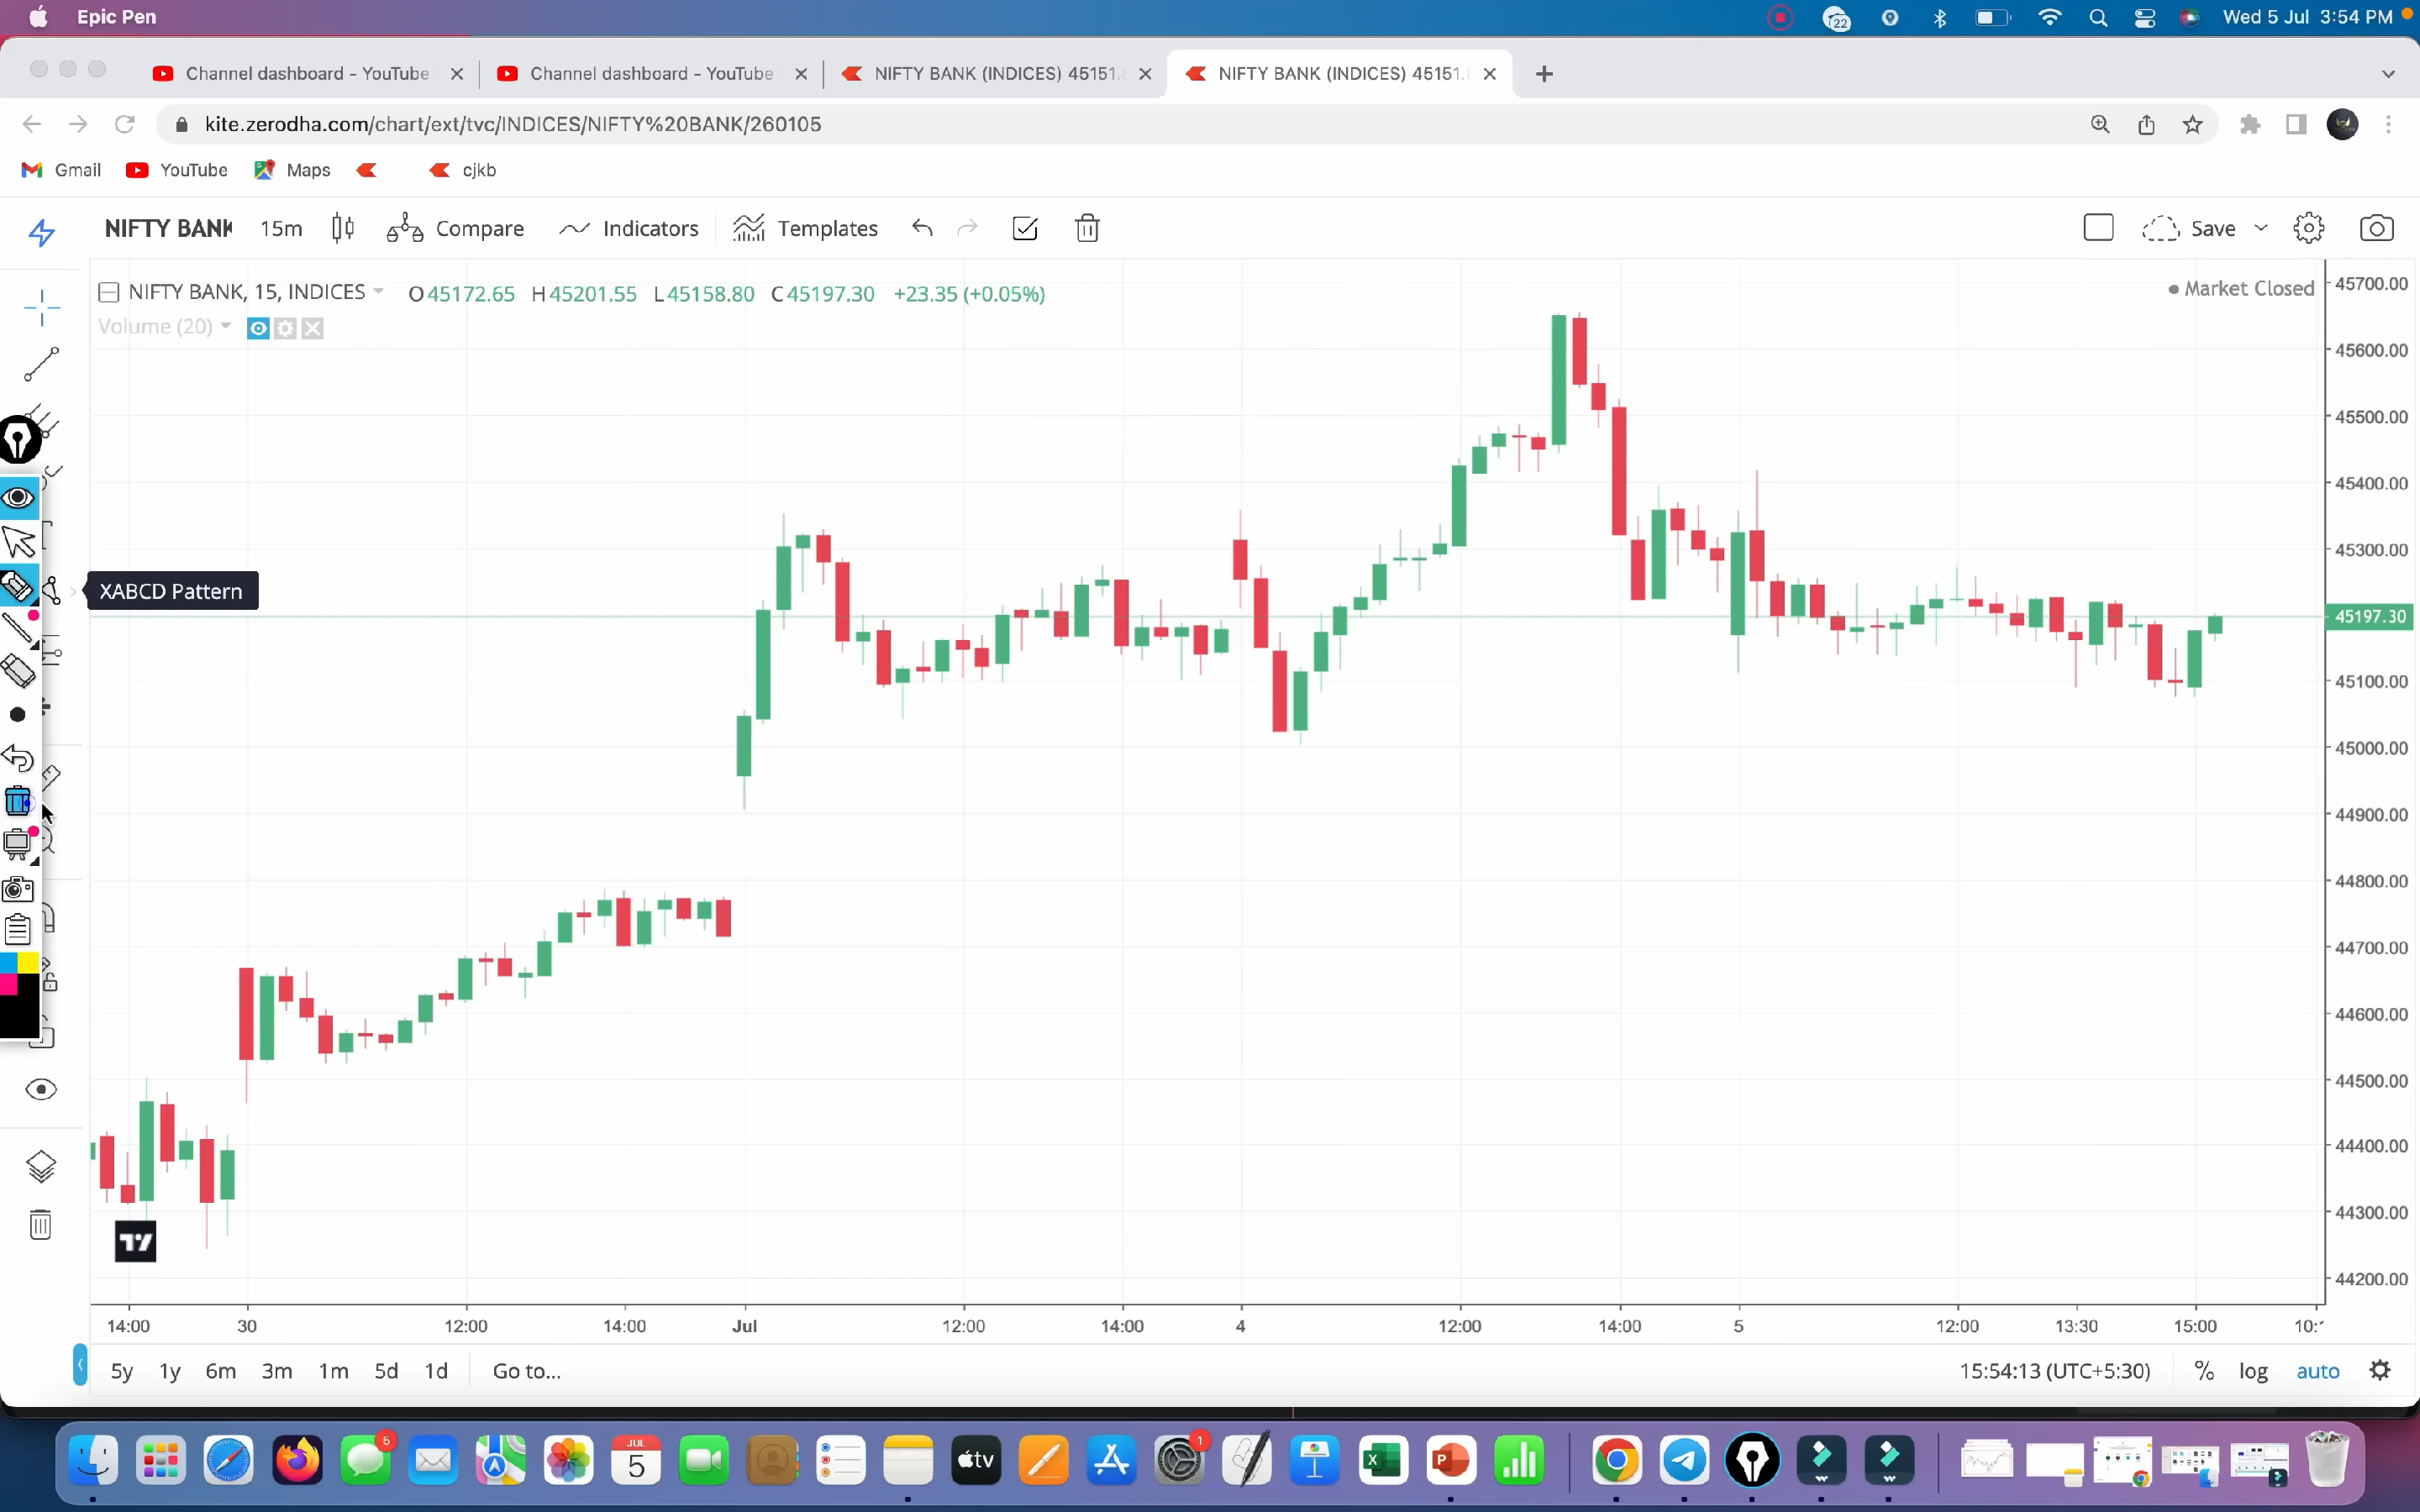 Epic Pen
22
Wed 5 Jul 3:54 PM
Channel dashboard - YouTube
Channel dashboard - YouTube
NIFTY BANK (INDICES) 45151.
NIFTY BANK (INDICES) 45151.
kite.zerodha.com/chart/ext/tvc/INDICES/NIFTY%20BANK/260105
Gmail
YouTube
Maps
cjkb
NIFTY BANK
15m
Compare
Indicators
Templates
Save
NIFTY BANK, 15, INDICES
O45172.65 H45201.55 L45158.80 C45197.30 +23.35 (+0.05%)
Market Closed
Volume (20)
XABCD Pattern
45700.00
45600.00
45500.00
45400.00
45300.00
45197.30
45100.00
45000.00
44900.00
44800.00
44700.00
44600.00
44500.00
44400.00
44300.00
44200.00
14:00 30 12:00 14:00 Jul 12:00 14:00 4 12:00 14:00 5 12:00 13:30 15:00 10:
5y 1y 6m 3m 1m 5d 1d Go to...
15:54:13 (UTC+5:30) % log auto
5
JUL
5
tv
1
X
P